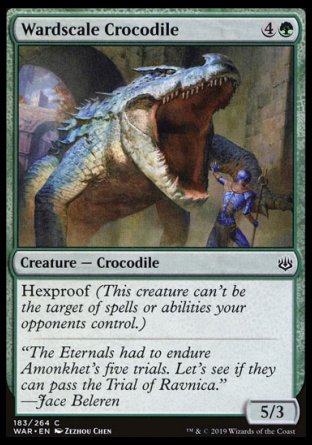 Wardscale Crocodile 4
Creature — Crocodile
Hexproof (This creature can't be
the target of spells or abilities your
opponents control.)
"The Eternals had to endure
Amonkhet's five trials. Let's see if they
can pass the Trial of Ravnica."
—Jace Beleren
5/3
183/264 C
WAR • EN Zezhou Chen
™ & © 2019 Wizards of the Coast